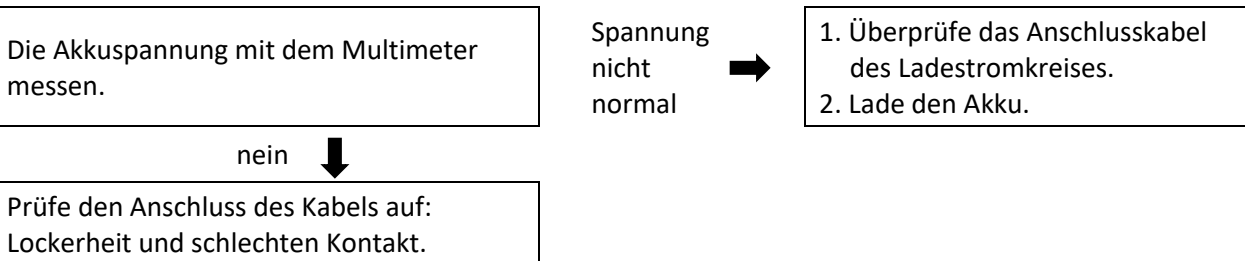 Die Akkuspannung mit dem Multimeter
messen.
Spannung
nicht
normal
1. Überprüfe das Anschlusskabel
des Ladestromkreises.
2. Lade den Akku.
nein
Prüfe den Anschluss des Kabels auf:
Lockerheit und schlechten Kontakt.